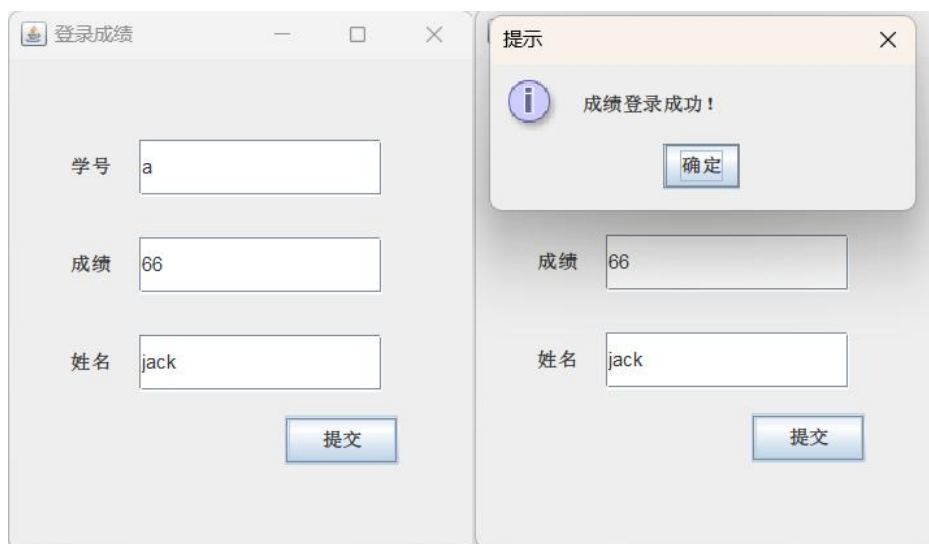 登录成绩
学号 a
成绩 66
姓名 jack
提交
提示
成绩登录成功！
确定
成绩 66
姓名 jack
提交